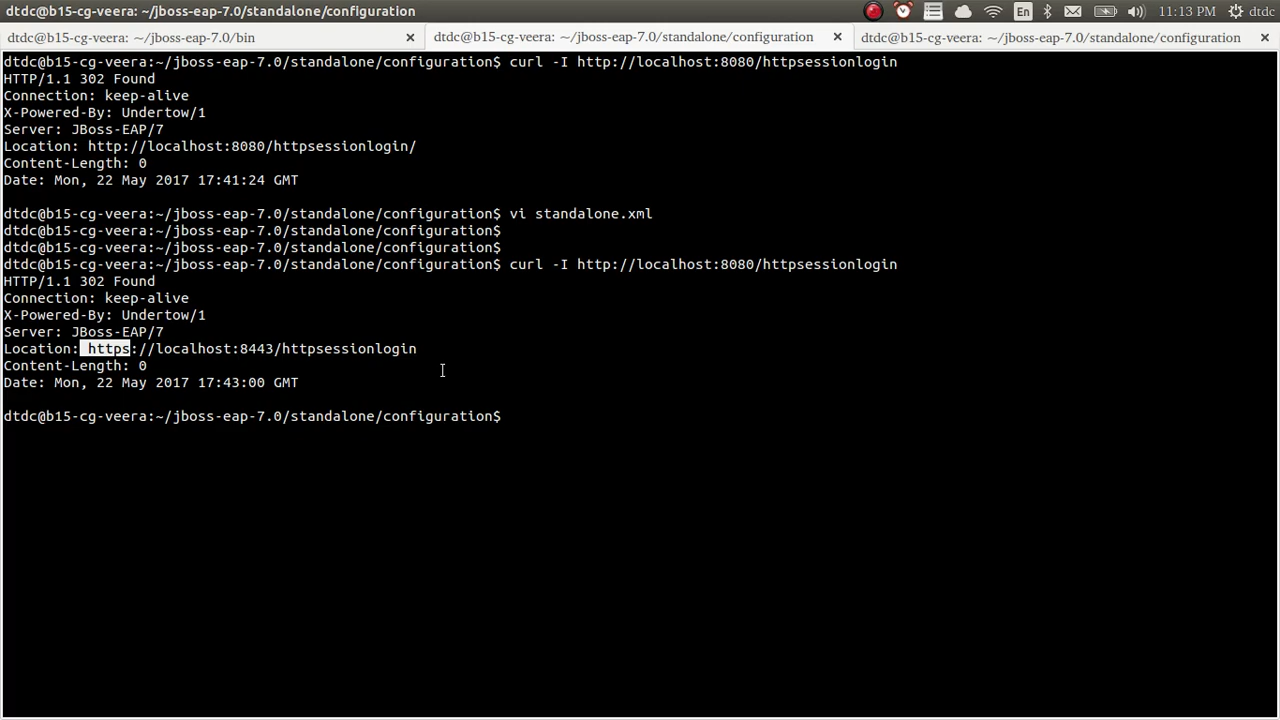 dtdc@b15-cg-veera: ~/jboss-eap-7.0/standalone/configuration
En
11:13 PM
dtdc
dtdc@b15-cg-veera: ~/jboss-eap-7.0/bin
dtdc@b15-cg-veera: ~/jboss-eap-7.0/standalone/configuration
dtdc@b15-cg-veera: ~/jboss-eap-7.0/standalone/configuration
dtdc@b15-cg-veera:~/jboss-eap-7.0/standalone/configuration$ curl -I http://localhost:8080/httpsessionlogin
HTTP/1.1 302 Found
Connection: keep-alive
X-Powered-By: Undertow/1
Server: JBoss-EAP/7
Location: http://localhost:8080/httpsessionlogin/
Content-Length: 0
Date: Mon, 22 May 2017 17:41:24 GMT
dtdc@b15-cg-veera:~/jboss-eap-7.0/standalone/configuration$ vi standalone.xml
dtdc@b15-cg-veera:~/jboss-eap-7.0/standalone/configuration$
dtdc@b15-cg-veera:~/jboss-eap-7.0/standalone/configuration$
dtdc@b15-cg-veera:~/jboss-eap-7.0/standalone/configuration$ curl -I http://localhost:8080/httpsessionlogin
HTTP/1.1 302 Found
Connection: keep-alive
X-Powered-By: Undertow/1
Server: JBoss-EAP/7
Location: https://localhost:8443/httpsessionlogin
Content-Length: 0
Date: Mon, 22 May 2017 17:43:00 GMT
dtdc@b15-cg-veera:~/jboss-eap-7.0/standalone/configuration$